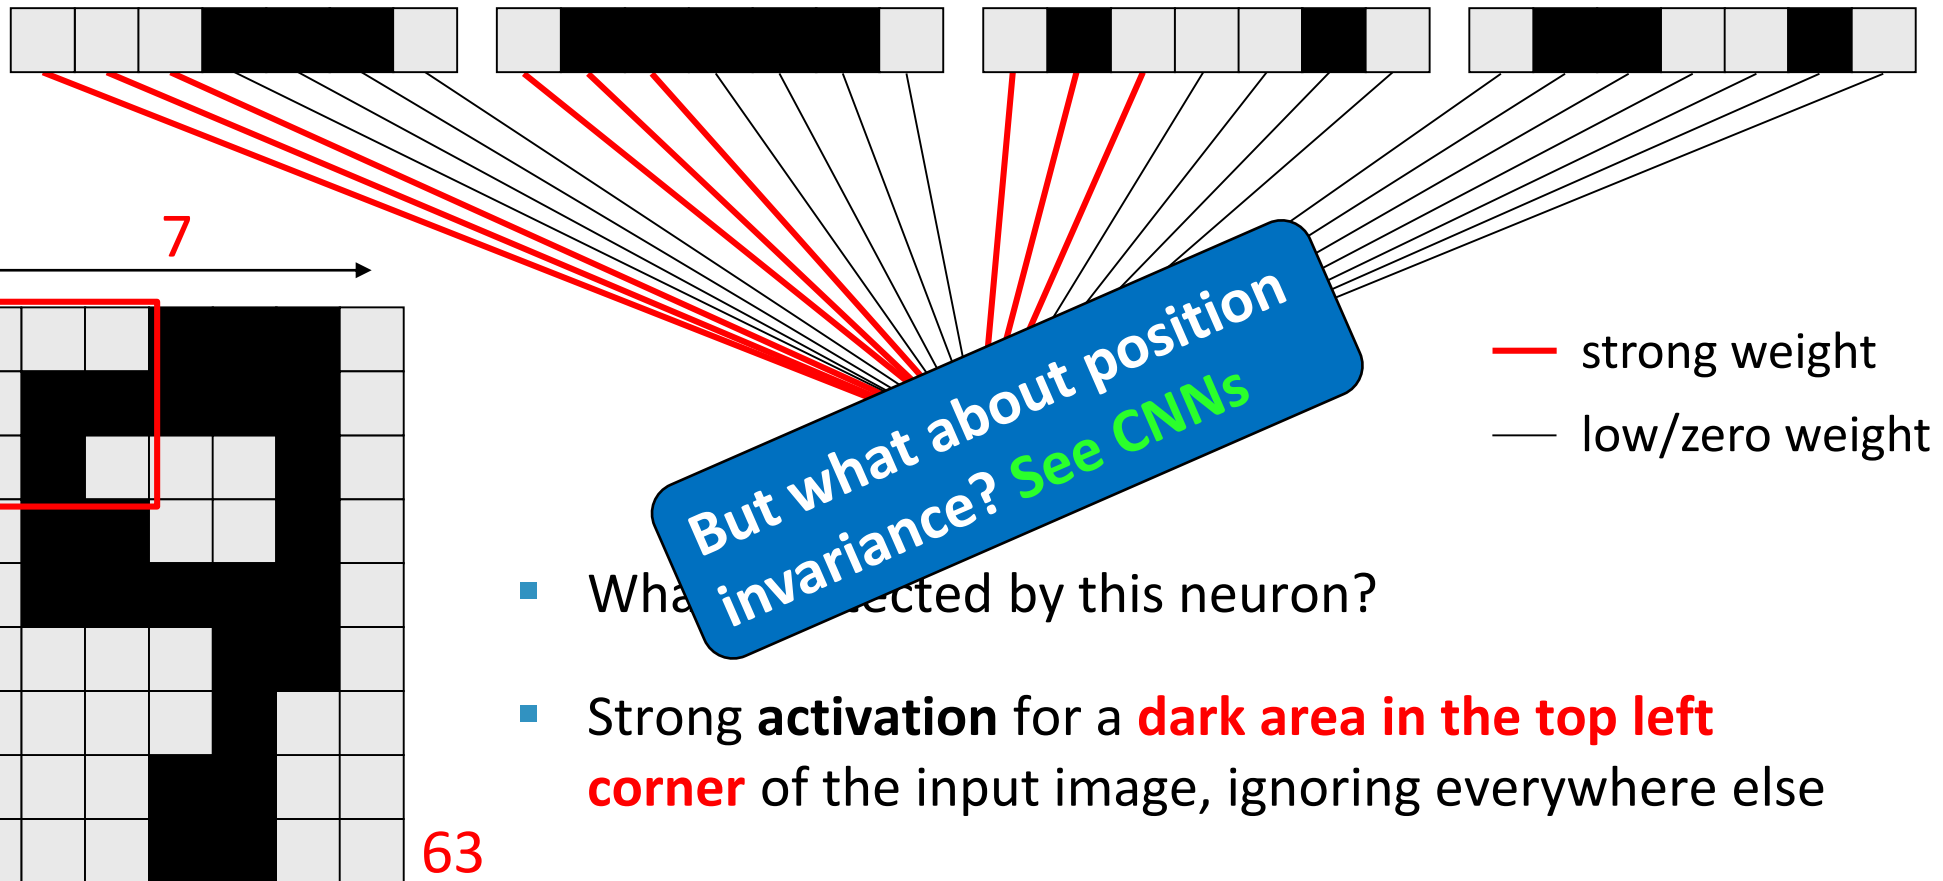 7
strong weight
low/zero weight
But what about position
invariance? See CNNs
Wha ected by this neuron?
Strong activation for a dark area in the top left
corner of the input image, ignoring everywhere else
63